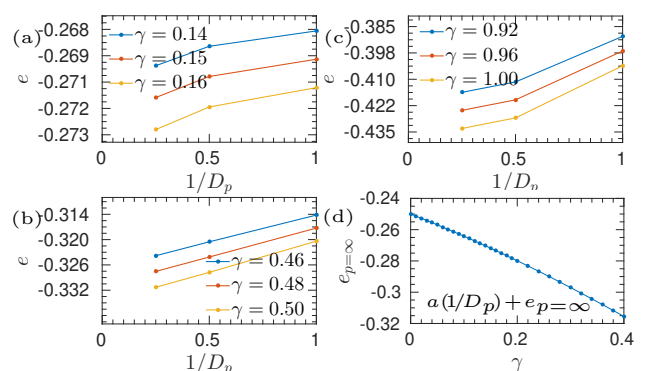 (a)
-0.268
-0.269
-0.271
-0.272
-0.273
e
γ = 0.14
γ = 0.15
γ = 0.16
0
0.5
1
1/D_p
(c)
-0.385
-0.398
-0.410
-0.422
-0.435
e
γ = 0.92
γ = 0.96
γ = 1.00
0
0.5
1
1/D_p
(b)
-0.314
-0.320
-0.326
-0.332
e
γ = 0.46
γ = 0.48
γ = 0.50
0
0.5
1
1/D_p
(d)
-0.24
-0.26
-0.28
-0.3
-0.32
e_{p=∞}
a(1/D_p) + e_{p=∞}
0
0.2
0.4
γ